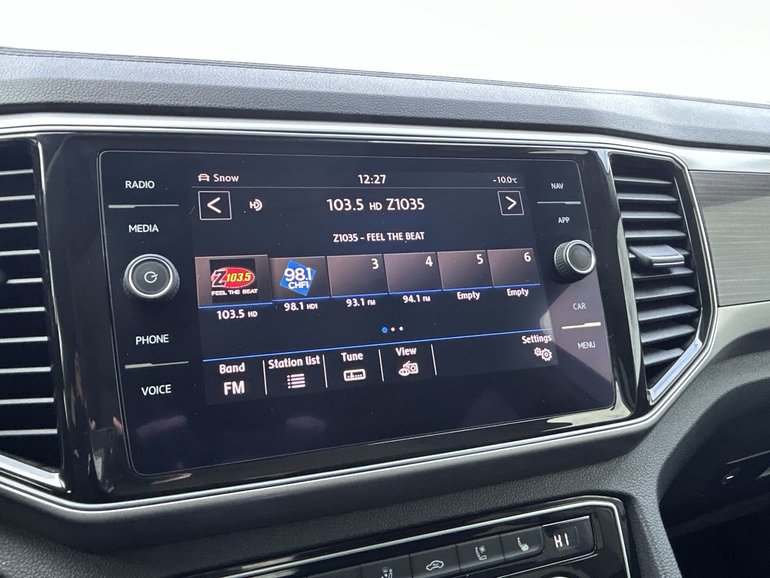 Snow 12:27 -10.0°C
RADIO
NAV
103.5 HD Z1035
MEDIA
APP
Z1035 - FEEL THE BEAT
Z103.5 98.1 3 4 5 6
FEEL THE BEAT CHFI
103.5 HD 98.1 HD1 93.1 FM 94.1 FM Empty Empty
CAR
PHONE
MENU
Settings
Band Station list Tune View
FM
VOICE
HI